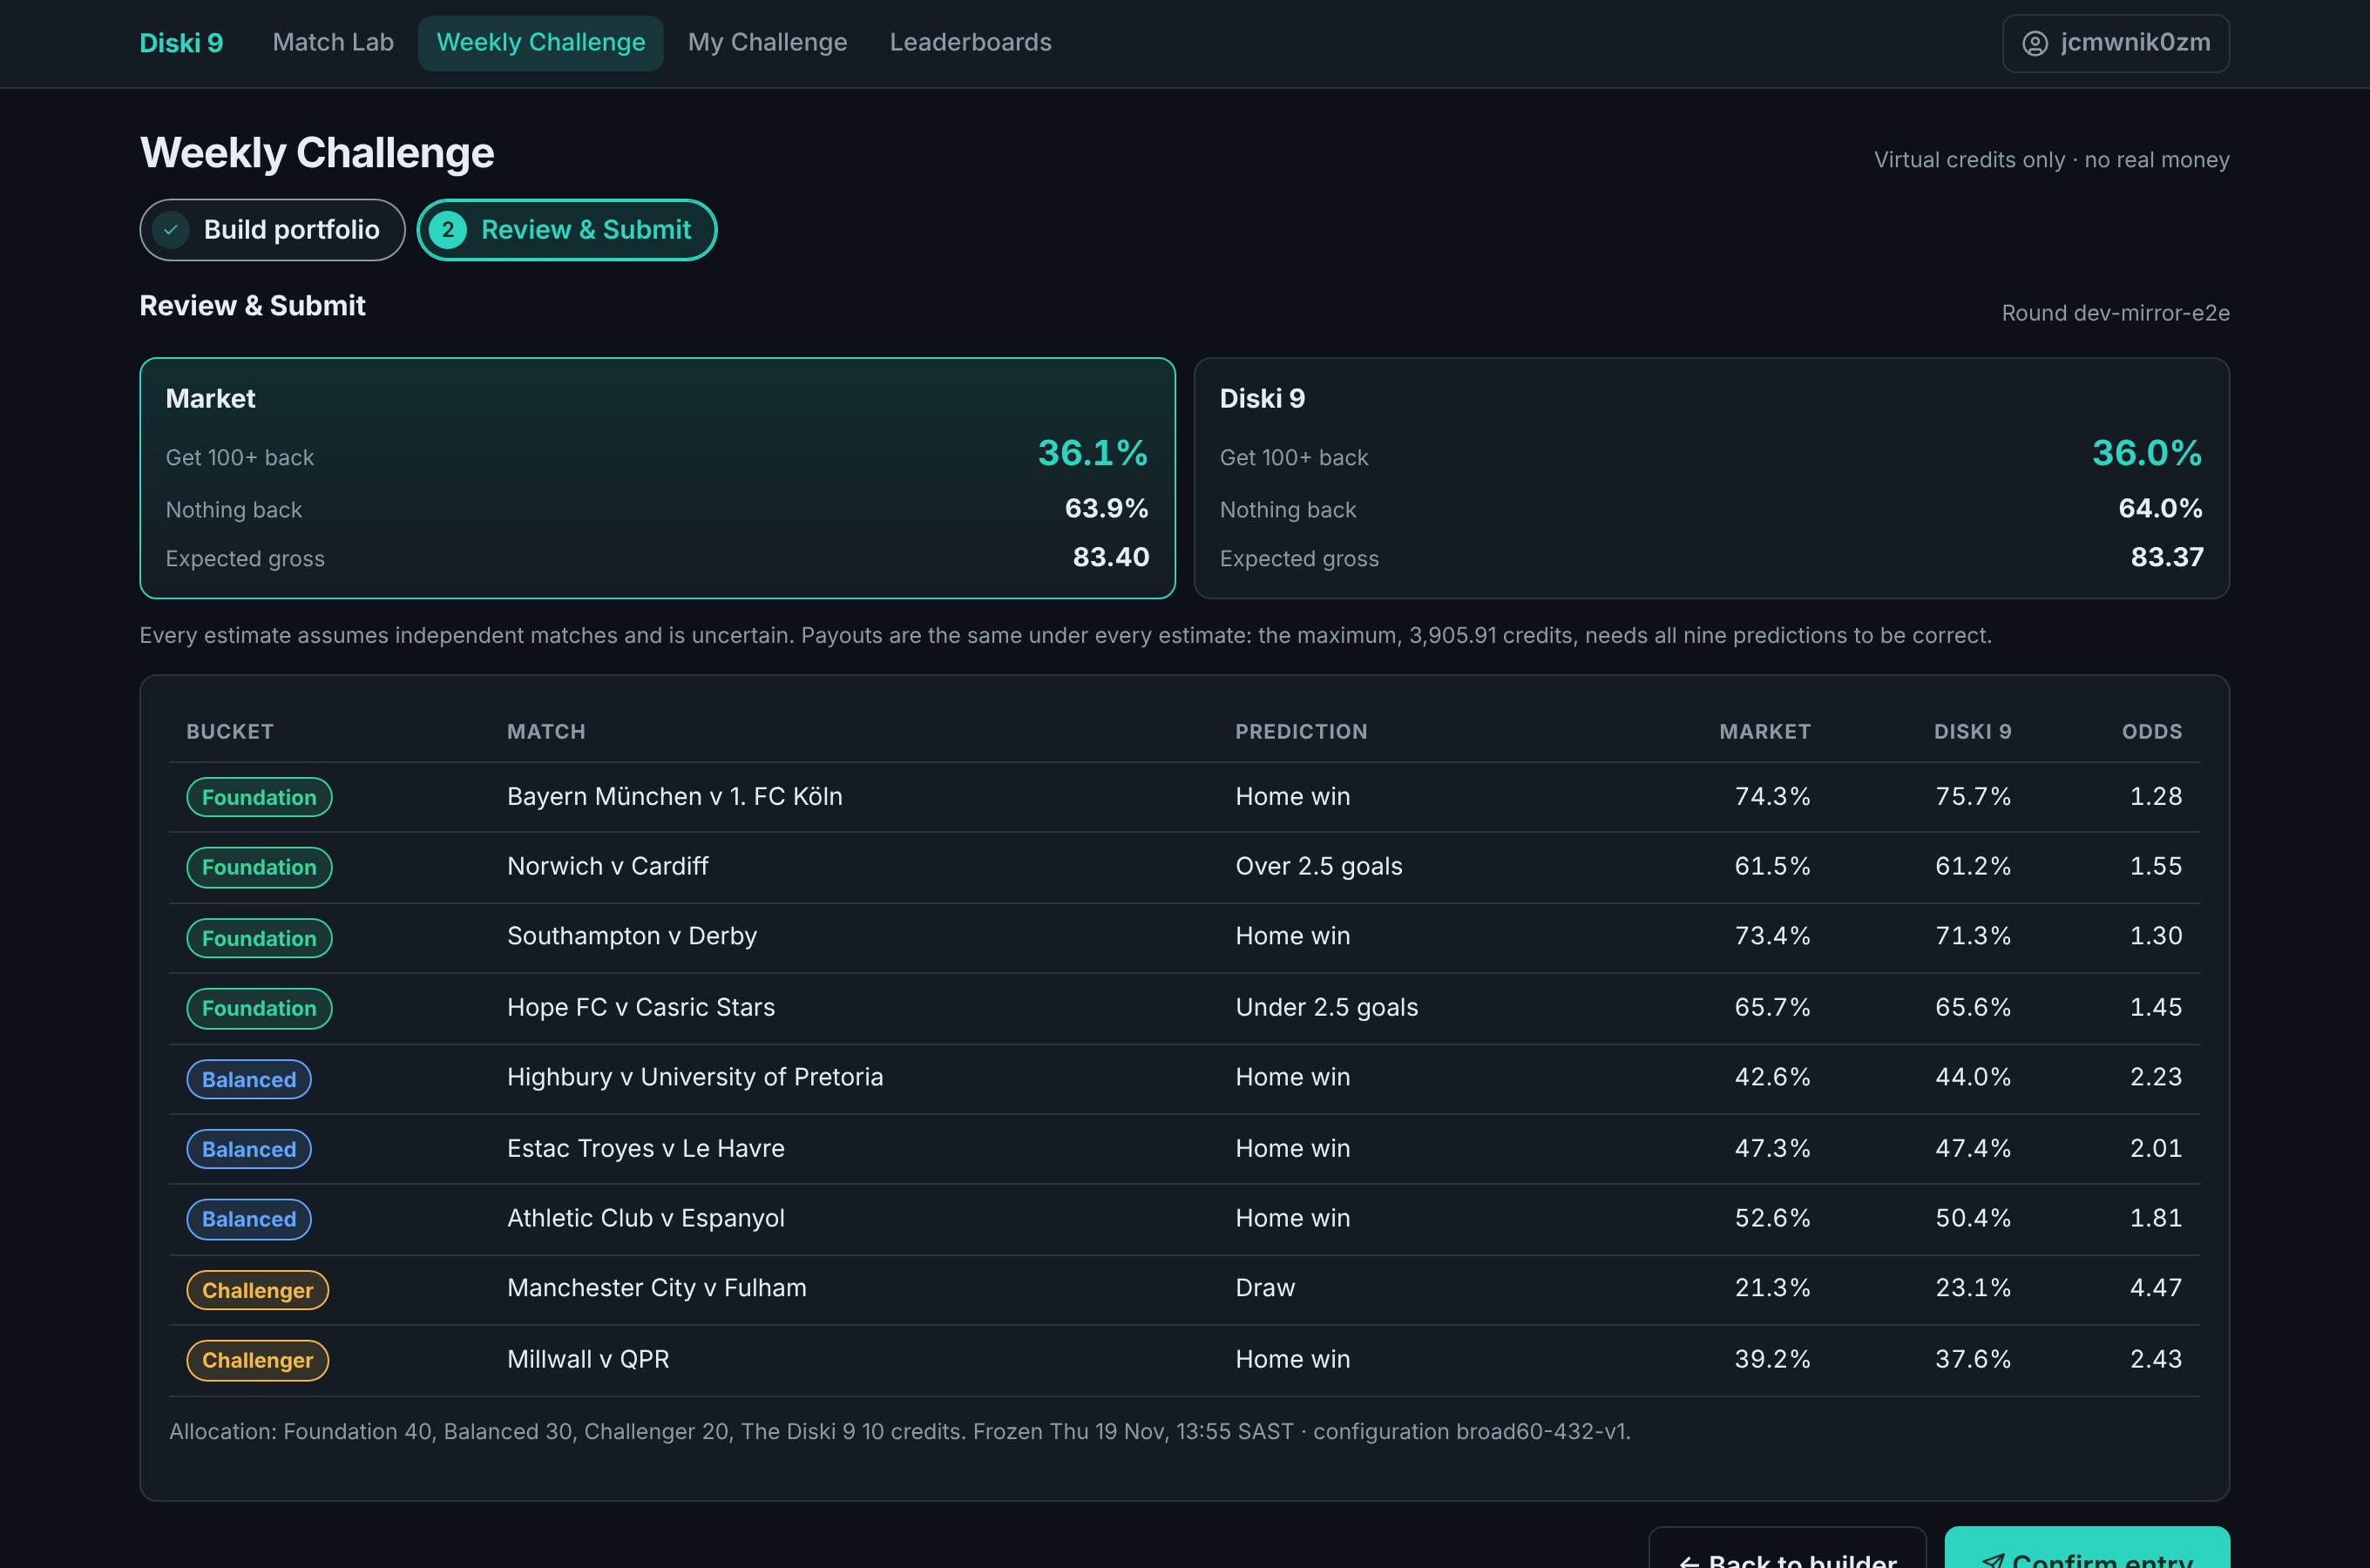 Diski 9 Match Lab Weekly Challenge My Challenge Leaderboards jcmwnik0zm
Weekly Challenge Virtual credits only · no real money
Build portfolio 2 Review & Submit
Review & Submit Round dev-mirror-e2e
Market
Get 100+ back 36.1%
Nothing back 63.9%
Expected gross 83.40
Diski 9
Get 100+ back 36.0%
Nothing back 64.0%
Expected gross 83.37
Every estimate assumes independent matches and is uncertain. Payouts are the same under every estimate: the maximum, 3,905.91 credits, needs all nine predictions to be correct.
BUCKET MATCH PREDICTION MARKET DISKI 9 ODDS
Foundation Bayern München v 1. FC Köln Home win 74.3% 75.7% 1.28
Foundation Norwich v Cardiff Over 2.5 goals 61.5% 61.2% 1.55
Foundation Southampton v Derby Home win 73.4% 71.3% 1.30
Foundation Hope FC v Casric Stars Under 2.5 goals 65.7% 65.6% 1.45
Balanced Highbury v University of Pretoria Home win 42.6% 44.0% 2.23
Balanced Estac Troyes v Le Havre Home win 47.3% 47.4% 2.01
Balanced Athletic Club v Espanyol Home win 52.6% 50.4% 1.81
Challenger Manchester City v Fulham Draw 21.3% 23.1% 4.47
Challenger Millwall v QPR Home win 39.2% 37.6% 2.43
Allocation: Foundation 40, Balanced 30, Challenger 20, The Diski 9 10 credits. Frozen Thu 19 Nov, 13:55 SAST · configuration broad60-432-v1.
← Back to builder Confirm entry